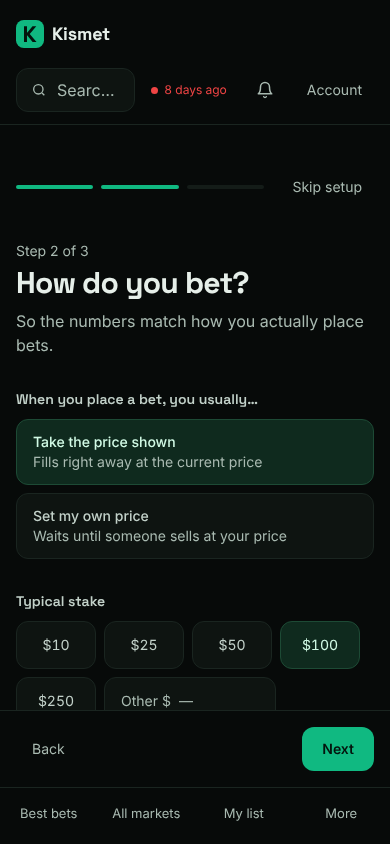 Kismet
Searc...
8 days ago
Account
Skip setup
Step 2 of 3
How do you bet?
So the numbers match how you actually place
bets.
When you place a bet, you usually...
Take the price shown
Fills right away at the current price
Set my own price
Waits until someone sells at your price
Typical stake
$10
$25
$50
$100
$250
Other $ —
Back
Next
Best bets
All markets
My list
More